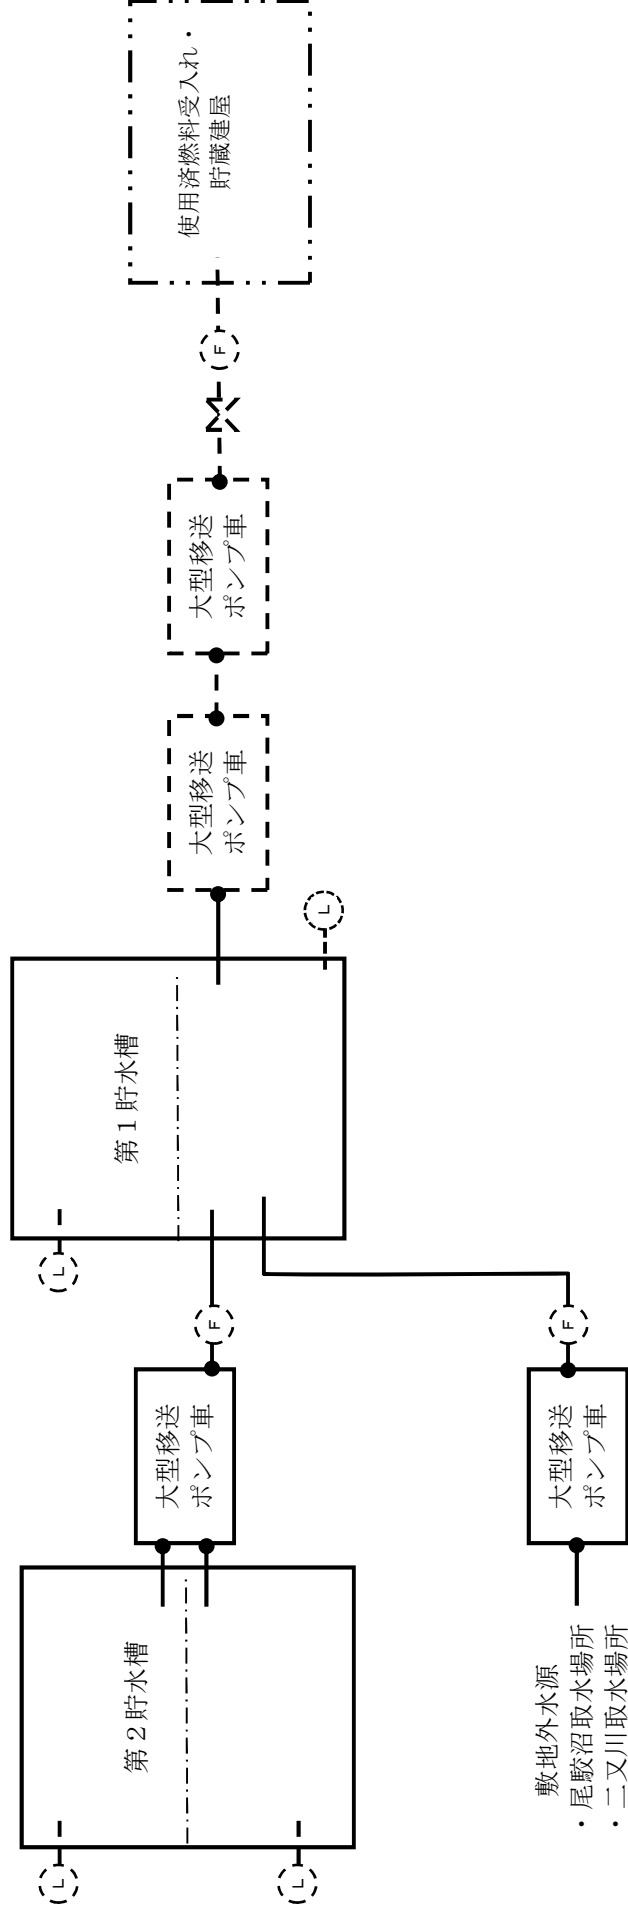 第２貯水槽
L
L
大型移送
ポンプ車
F
第１貯水槽
L
L
大型移送
ポンプ車
大型移送
ポンプ車
F
使用済燃料受入れ・
貯蔵建屋
敷地外水源
・尾駮沼取水場所
・二又川取水場所
大型移送
ポンプ車
F